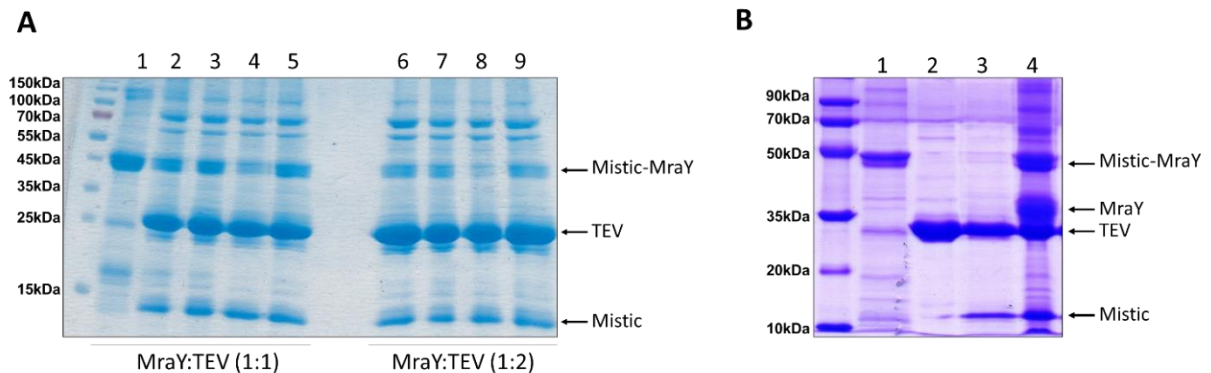 A
1 2 3 4 5 6 7 8 9
150kDa
100kDa
70kDa
55kDa
45kDa
35kDa
25kDa
15kDa
Mistic-MraY
TEV
Mistic
MraY:TEV (1:1) MraY:TEV (1:2)
B
1 2 3 4
90kDa
70kDa
50kDa
35kDa
20kDa
10kDa
Mistic-MraY
MraY
TEV
Mistic